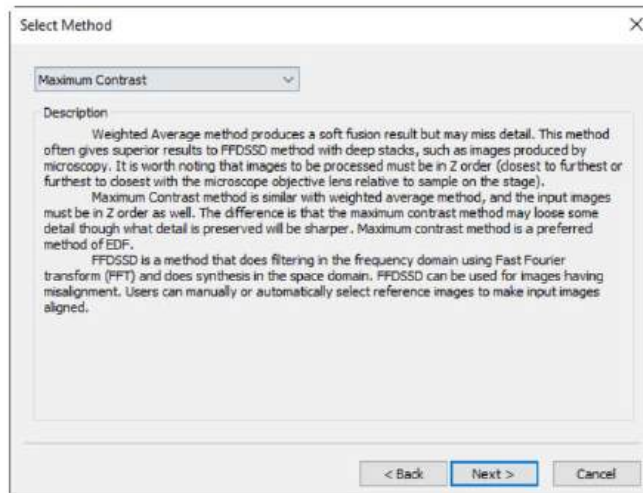 Select Method
Maximum Contrast
Description
Weighted Average method produces a soft fusion result but may miss detail. This method
often gives superior results to FFDSSD method with deep stacks, such as images produced by
microscopy. It is worth noting that images to be processed must be in Z order (closest to furthest or
furthest to closest with the microscope objective lens relative to sample on the stage).
Maximum Contrast method is similar with weighted average method, and the input images
must be in Z order as well. The difference is that the maximum contrast method may loose some
detail though what detail is preserved will be sharper. Maximum contrast method is a preferred
method of EDF.
FFDSSD is a method that does filtering in the frequency domain using Fast Fourier
transform (FFT) and does synthesis in the space domain. FFDSSD can be used for images having
misalignment. Users can manually or automatically select reference images to make input images
aligned.
< Back Next > Cancel